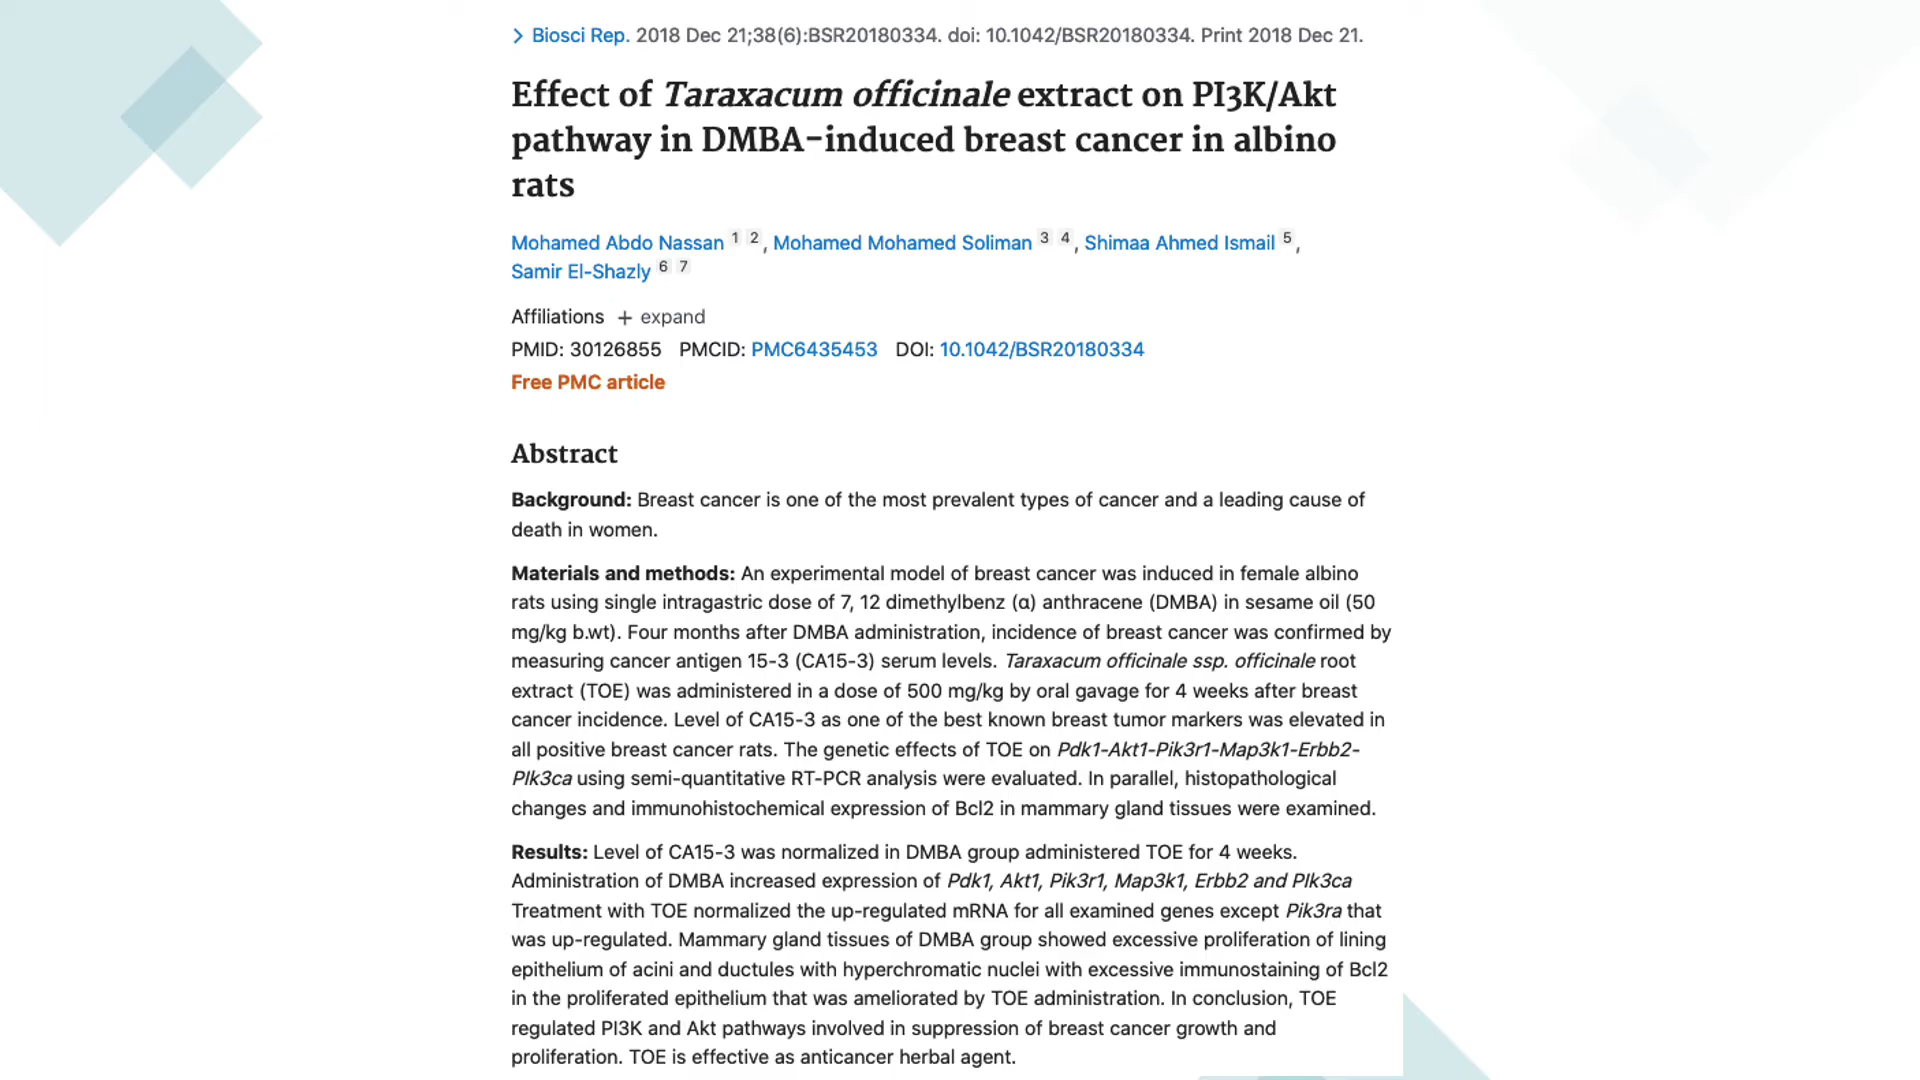 Biosci Rep. 2018 Dec 21;38(6):BSR20180334. doi: 10.1042/BSR20180334. Print 2018 Dec 21.
Effect of Taraxacum officinale extract on PI3K/Akt
pathway in DMBA-induced breast cancer in albino
rats
Mohamed Abdo Nassan 1 2, Mohamed Mohamed Soliman 3 4, Shimaa Ahmed Ismail 5,
Samir El-Shazly 6 7
Affiliations + expand
PMID: 30126855 PMCID: PMC6435453 DOI: 10.1042/BSR20180334
Free PMC article
Abstract
Background: Breast cancer is one of the most prevalent types of cancer and a leading cause of
death in women.
Materials and methods: An experimental model of breast cancer was induced in female albino
rats using single intragastric dose of 7, 12 dimethylbenz (α) anthracene (DMBA) in sesame oil (50
mg/kg b.wt). Four months after DMBA administration, incidence of breast cancer was confirmed by
measuring cancer antigen 15-3 (CA15-3) serum levels. Taraxacum officinale ssp. officinale root
extract (TOE) was administered in a dose of 500 mg/kg by oral gavage for 4 weeks after breast
cancer incidence. Level of CA15-3 as one of the best known breast tumor markers was elevated in
all positive breast cancer rats. The genetic effects of TOE on Pdk1-Akt1-Pik3r1-Map3k1-Erbb2-
PIk3ca using semi-quantitative RT-PCR analysis were evaluated. In parallel, histopathological
changes and immunohistochemical expression of Bcl2 in mammary gland tissues were examined.
Results: Level of CA15-3 was normalized in DMBA group administered TOE for 4 weeks.
Administration of DMBA increased expression of Pdk1, Akt1, Pik3r1, Map3k1, Erbb2 and PIk3ca
Treatment with TOE normalized the up-regulated mRNA for all examined genes except Pik3ra that
was up-regulated. Mammary gland tissues of DMBA group showed excessive proliferation of lining
epithelium of acini and ductules with hyperchromatic nuclei with excessive immunostaining of Bcl2
in the proliferated epithelium that was ameliorated by TOE administration. In conclusion, TOE
regulated PI3K and Akt pathways involved in suppression of breast cancer growth and
proliferation. TOE is effective as anticancer herbal agent.